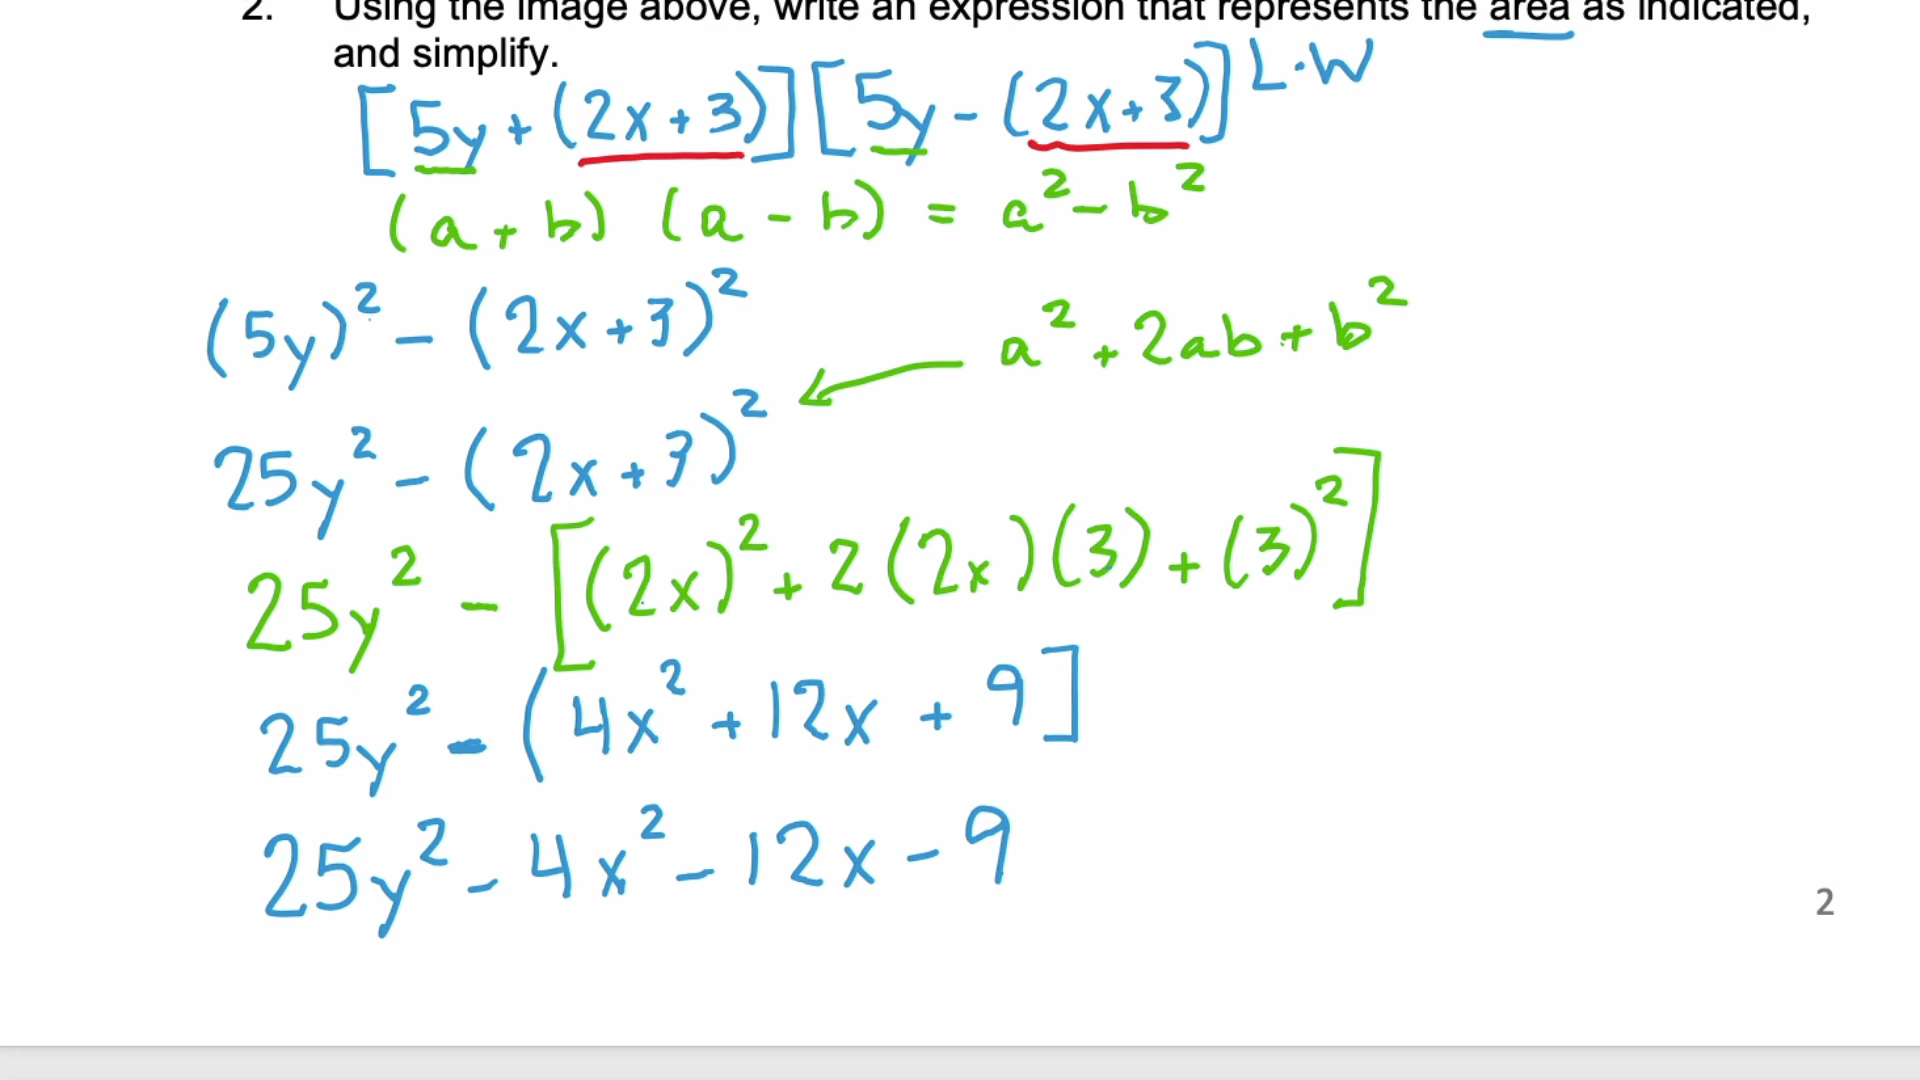 2. Using the image above, write an expression that represents the area as indicated,
and simplify.
[5y + (2x + 3)] [5y - (2x + 3)] L·W
(a + b) (a - b) = a² - b²
(5y)² - (2x + 3)²
a² + 2ab + b²
25y² - (2x + 3)²
25y² - [(2x)² + 2(2x)(3) + (3)²]
25y² - (4x² + 12x + 9]
25y² - 4x² - 12x - 9
2